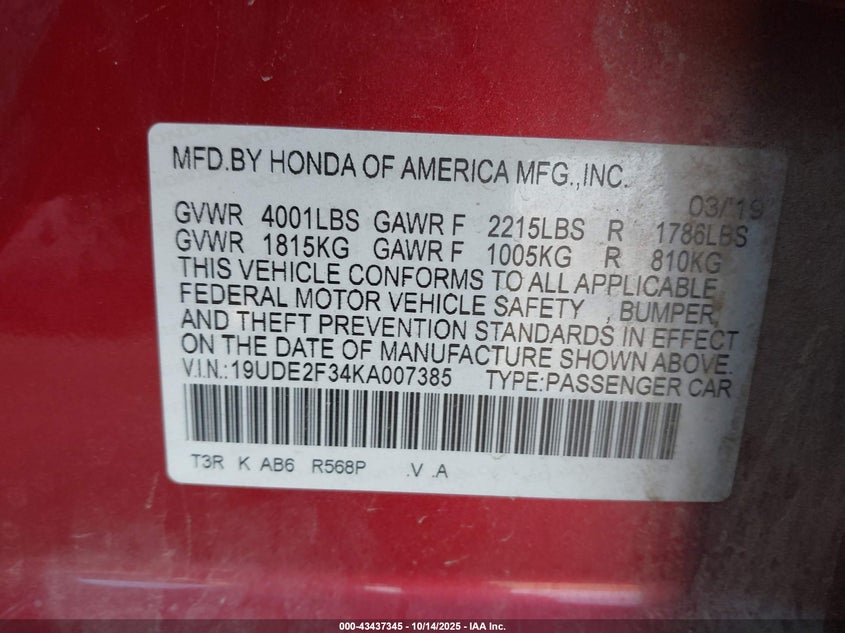 MFD.BY HONDA OF AMERICA MFG.,INC.
03/'19
GVWR 4001LBS GAWR F 2215LBS R 1786LBS
GVWR 1815KG GAWR F 1005KG R 810KG
THIS VEHICLE CONFORMS TO ALL APPLICABLE
FEDERAL MOTOR VEHICLE SAFETY , BUMPER,
AND THEFT PREVENTION STANDARDS IN EFFECT
ON THE DATE OF MANUFACTURE SHOWN ABOVE.
V.I.N.:19UDE2F34KA007385 TYPE:PASSENGER CAR
T3R K AB6 R568P .V .A
000-43437345 | 10/14/2025 | IAA Inc.